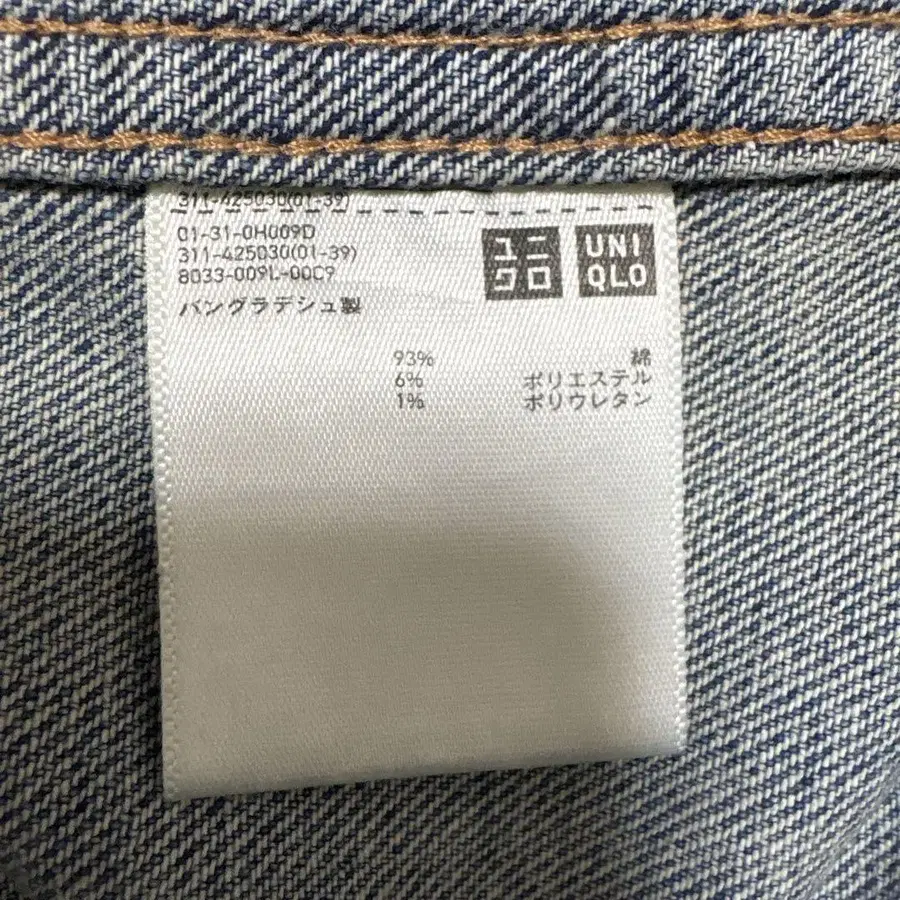 311-425030(01-39)
01-31-0H009D
311-425030(01-39)
8033-009L-00C9
バングラデシュ製
ユニ
クロ
UNI
QLO
93% 綿
6% ポリエステル
1% ポリウレタン